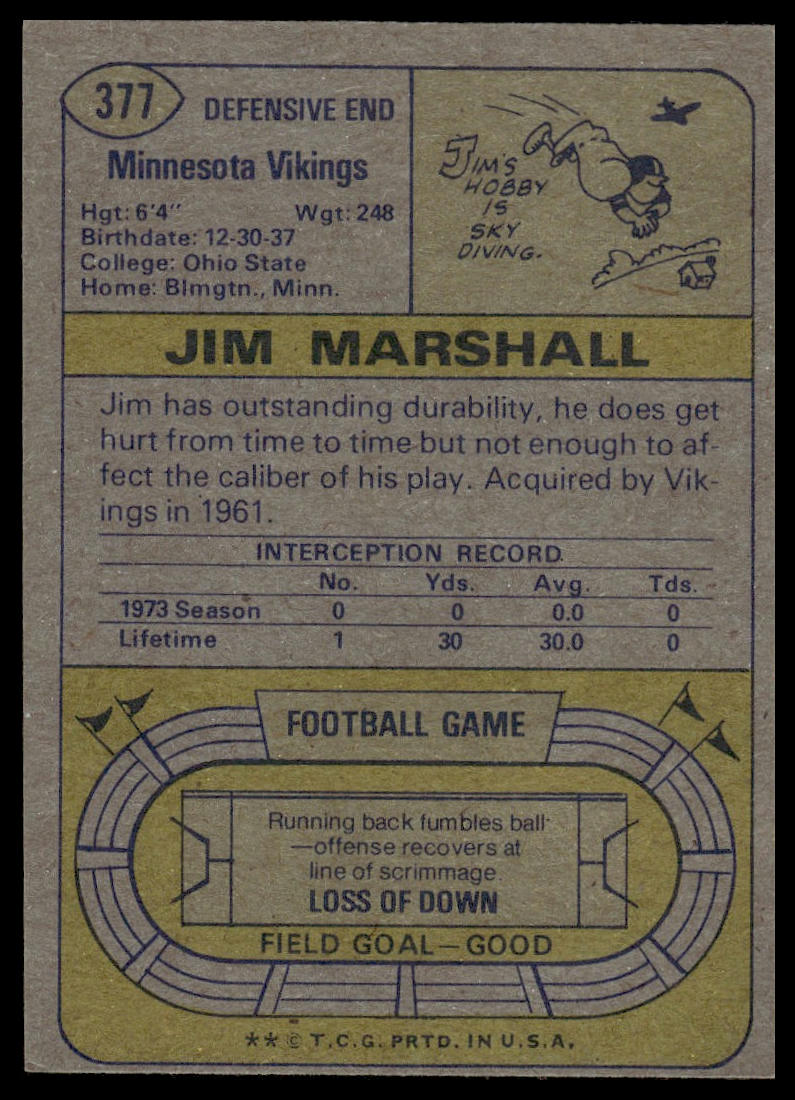 377 DEFENSIVE END
Minnesota Vikings
Hgt: 6'4" Wgt: 248
Birthdate: 12-30-37
College: Ohio State
Home: Blmgtn., Minn.
JIM'S
HOBBY
IS
SKY
DIVING.
JIM MARSHALL
Jim has outstanding durability, he does get
hurt from time to time but not enough to af-
fect the caliber of his play. Acquired by Vik-
ings in 1961.
INTERCEPTION RECORD
No. Yds. Avg. Tds.
1973 Season 0 0 0.0 0
Lifetime 1 30 30.0 0
FOOTBALL GAME
Running back fumbles ball
—offense recovers at
line of scrimmage.
LOSS OF DOWN
FIELD GOAL—GOOD
** © T.C.G. PRTD. IN U.S.A.